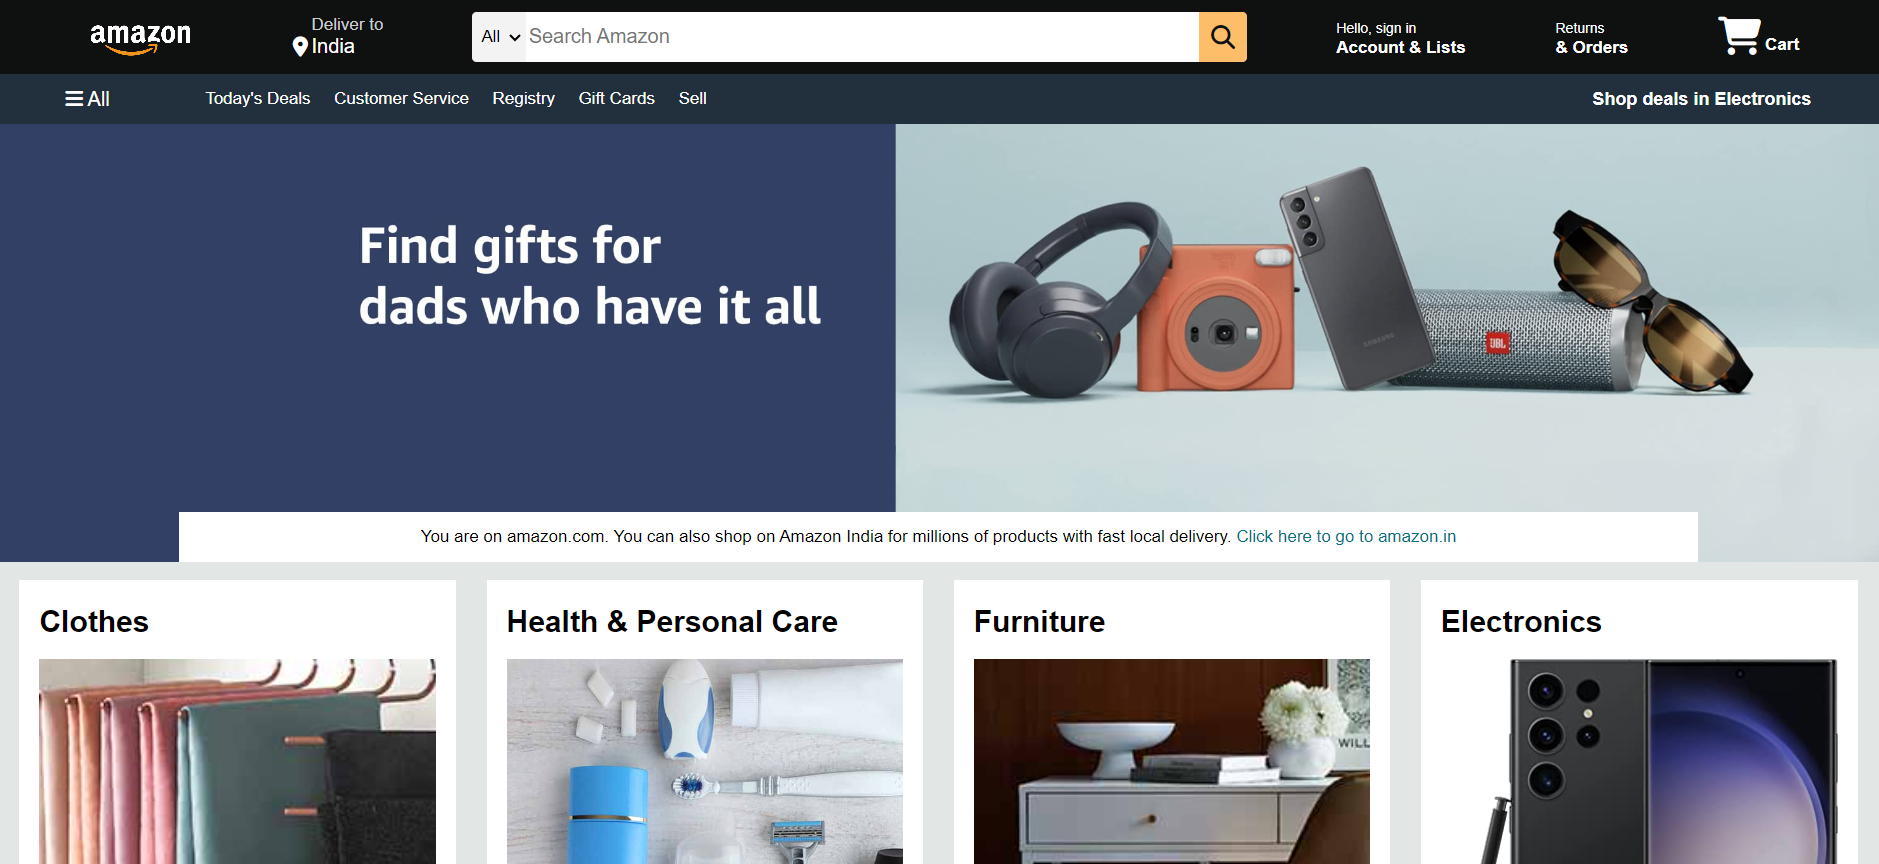 amazon
Deliver to
India
All
Search Amazon
Hello, sign in
Account & Lists
Returns
& Orders
Cart
All
Today's Deals
Customer Service
Registry
Gift Cards
Sell
Shop deals in Electronics
Find gifts for
dads who have it all
SAMSUNG
JBL
You are on amazon.com. You can also shop on Amazon India for millions of products with fast local delivery. Click here to go to amazon.in
Clothes
Health & Personal Care
Furniture
Electronics
WILL